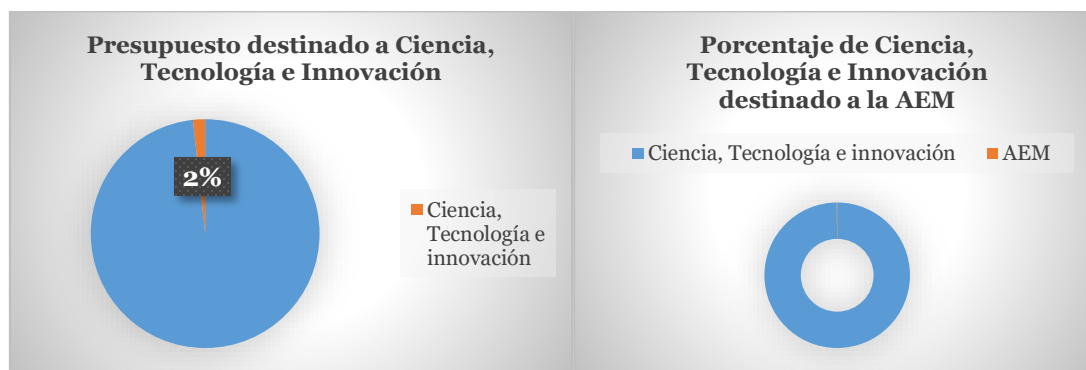 Presupuesto destinado a Ciencia,
Tecnología e Innovación
2%
Ciencia,
Tecnología e
innovación
Porcentaje de Ciencia,
Tecnología e Innovación
destinado a la AEM
Ciencia, Tecnología e innovación
AEM